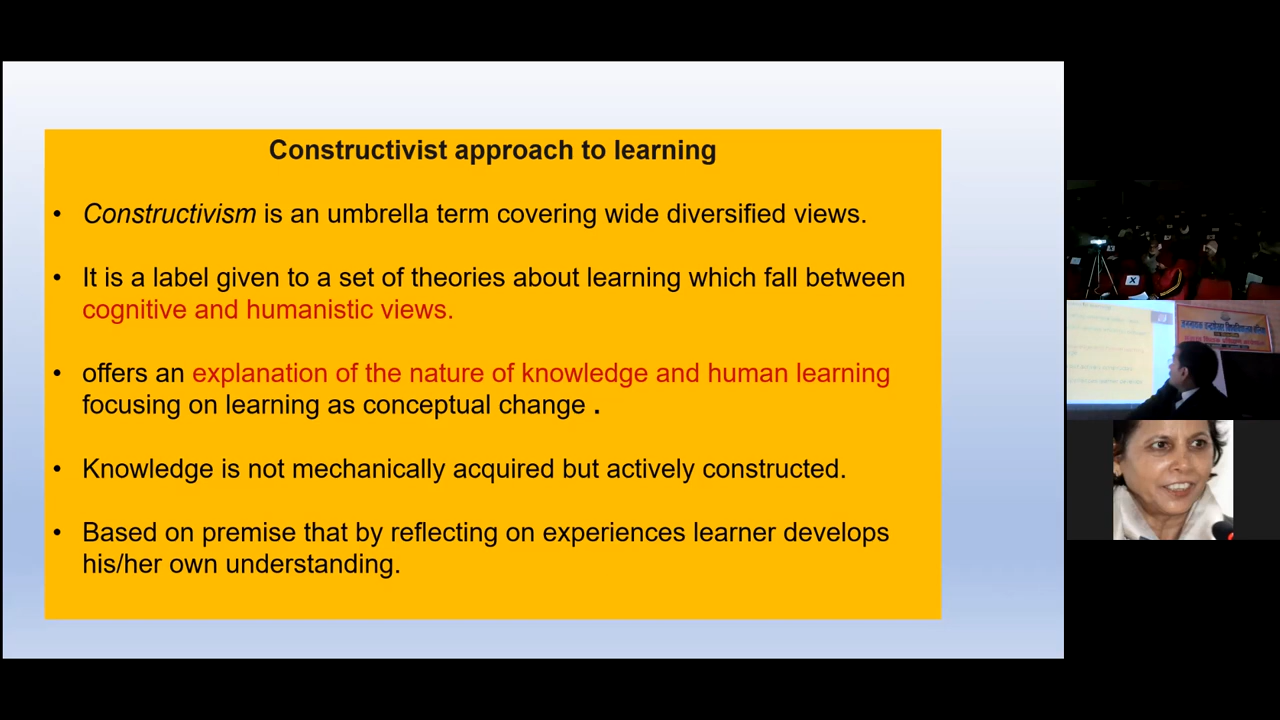 Constructivist approach to learning
• Constructivism is an umbrella term covering wide diversified views.
• It is a label given to a set of theories about learning which fall between
cognitive and humanistic views.
• offers an explanation of the nature of knowledge and human learning
focusing on learning as conceptual change .
• Knowledge is not mechanically acquired but actively constructed.
• Based on premise that by reflecting on experiences learner develops
his/her own understanding.